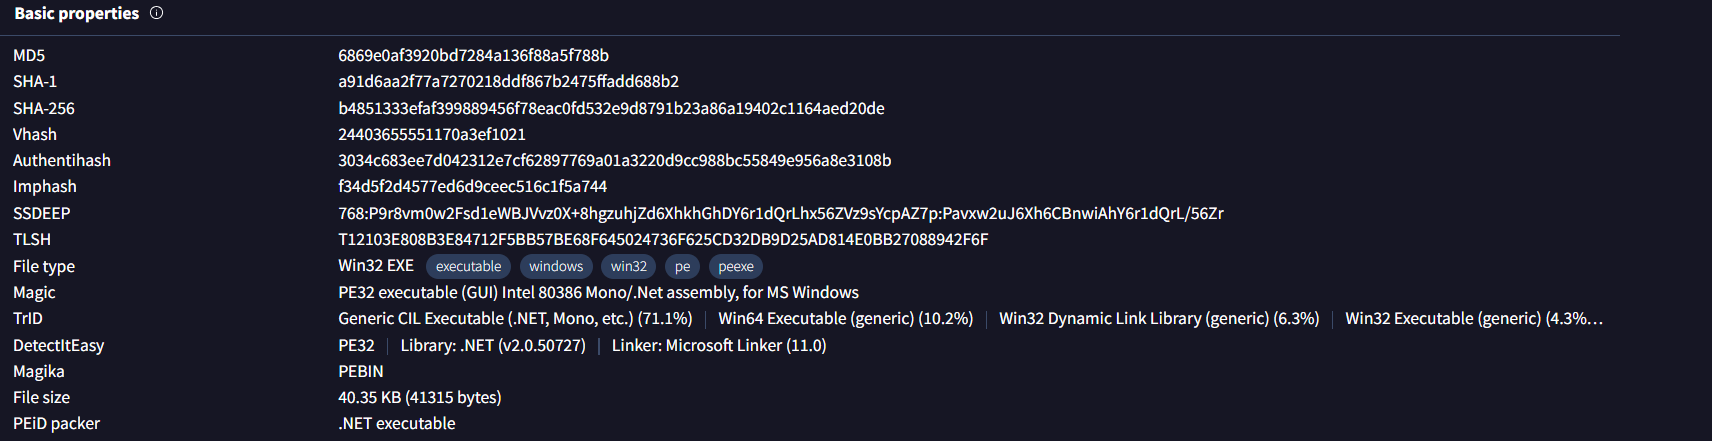 Basic properties
MD5 6869e0af3920bd7284a136f88a5f788b
SHA-1 a91d6aa2f77a7270218ddf867b2475ffadd688b2
SHA-256 b4851333efaf399889456f78eac0fd532e9d8791b23a86a19402c1164aed20de
Vhash 24403655551170a3ef1021
Authentihash 3034c683ee7d042312e7cf62897769a01a3220d9cc988bc55849e956a8e3108b
Imphash f34d5f2d4577ed6d9ceec516c1f5a744
SSDEEP 768:P9r8vm0w2Fsd1eWBJVvz0X+8hgzuhjZd6XhkhGhDY6r1dQrLhx56ZVz9sYcpAZ7p:Pavxw2uJ6Xh6CBnwiAhY6r1dQrL/56Zr
TLSH T12103E808B3E84712F5BB57BE68F645024736F625CD32DB9D25AD814E0BB27088942F6F
File type Win32 EXE executable windows win32 pe peexe
Magic PE32 executable (GUI) Intel 80386 Mono/.Net assembly, for MS Windows
TrID Generic CIL Executable (.NET, Mono, etc.) (71.1%) | Win64 Executable (generic) (10.2%) | Win32 Dynamic Link Library (generic) (6.3%) | Win32 Executable (generic) (4.3%…
DetectItEasy PE32 | Library: .NET (v2.0.50727) | Linker: Microsoft Linker (11.0)
Magika PEBIN
File size 40.35 KB (41315 bytes)
PEiD packer .NET executable